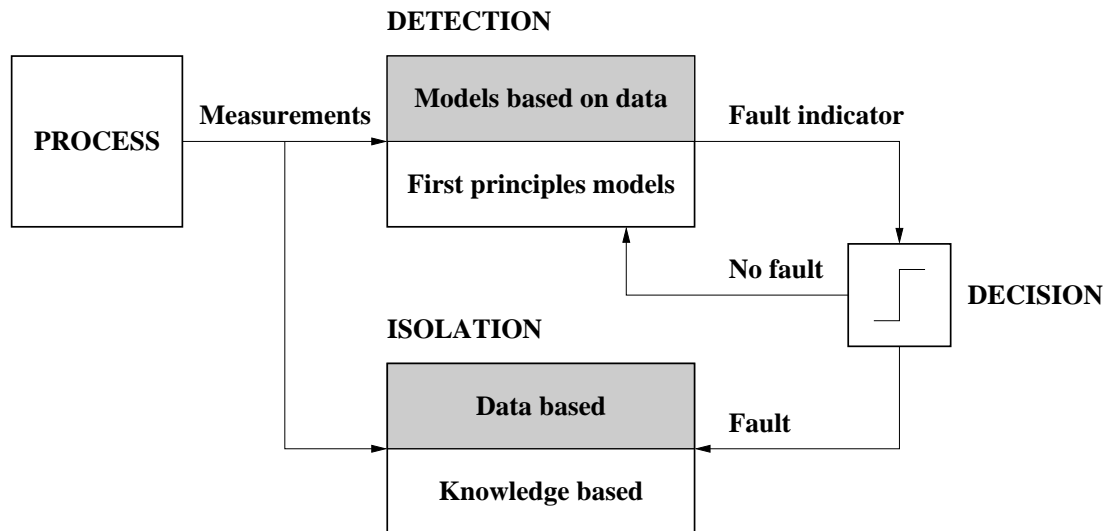 DETECTION
Models based on data
Measurements
Fault indicator
PROCESS
First principles models
No fault
DECISION
ISOLATION
Data based
Fault
Knowledge based